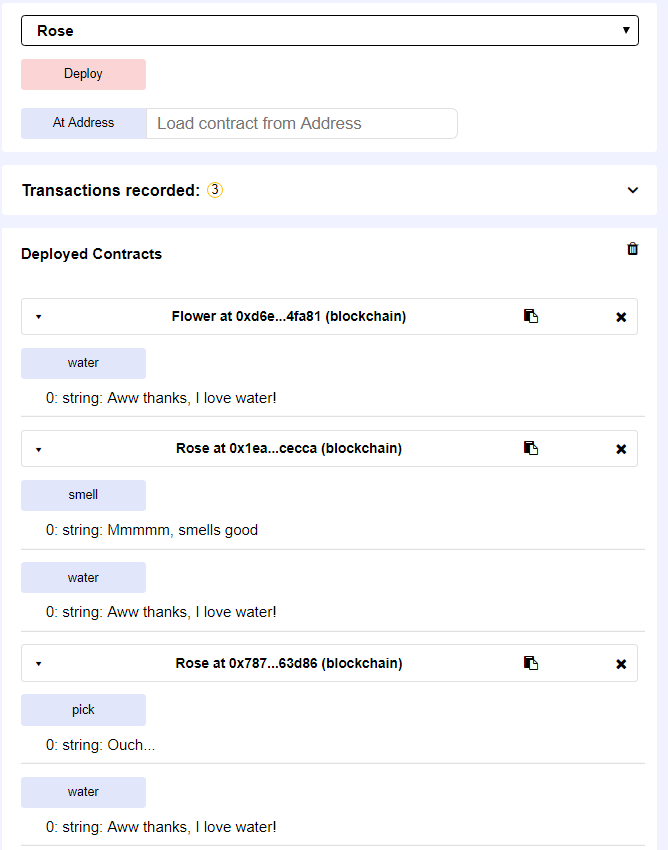 Rose
Deploy
At Address Load contract from Address
Transactions recorded: 3
Deployed Contracts
Flower at 0xd6e...4fa81 (blockchain)
water
0: string: Aww thanks, I love water!
Rose at 0x1ea...cecca (blockchain)
smell
0: string: Mmmmm, smells good
water
0: string: Aww thanks, I love water!
Rose at 0x787...63d86 (blockchain)
pick
0: string: Ouch...
water
0: string: Aww thanks, I love water!